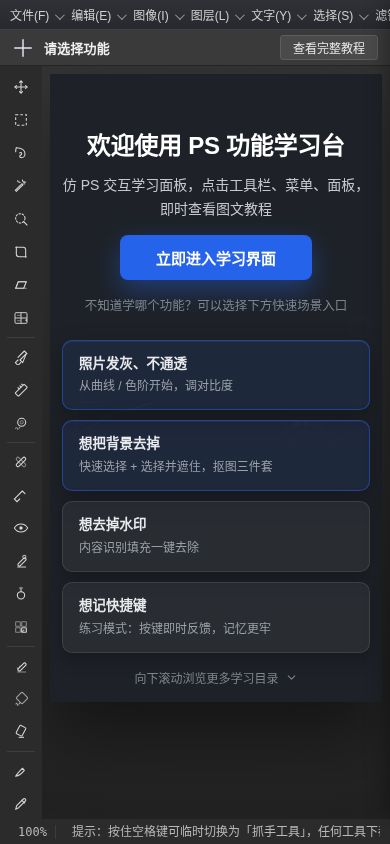 文件(F) 编辑(E) 图像(I) 图层(L) 文字(Y) 选择(S)
请选择功能 查看完整教程
欢迎使用 PS 功能学习台
仿 PS 交互学习面板，点击工具栏、菜单、面板，
即时查看图文教程
立即进入学习界面
不知道学哪个功能？可以选择下方快速场景入口
照片发灰、不通透
从曲线 / 色阶开始，调对比度
想把背景去掉
快速选择 + 选择并遮住，抠图三件套
想去掉水印
内容识别填充一键去除
想记快捷键
练习模式：按键即时反馈，记忆更牢
向下滚动浏览更多学习目录
100% 提示：按住空格键可临时切换为「抓手工具」，任何工具下